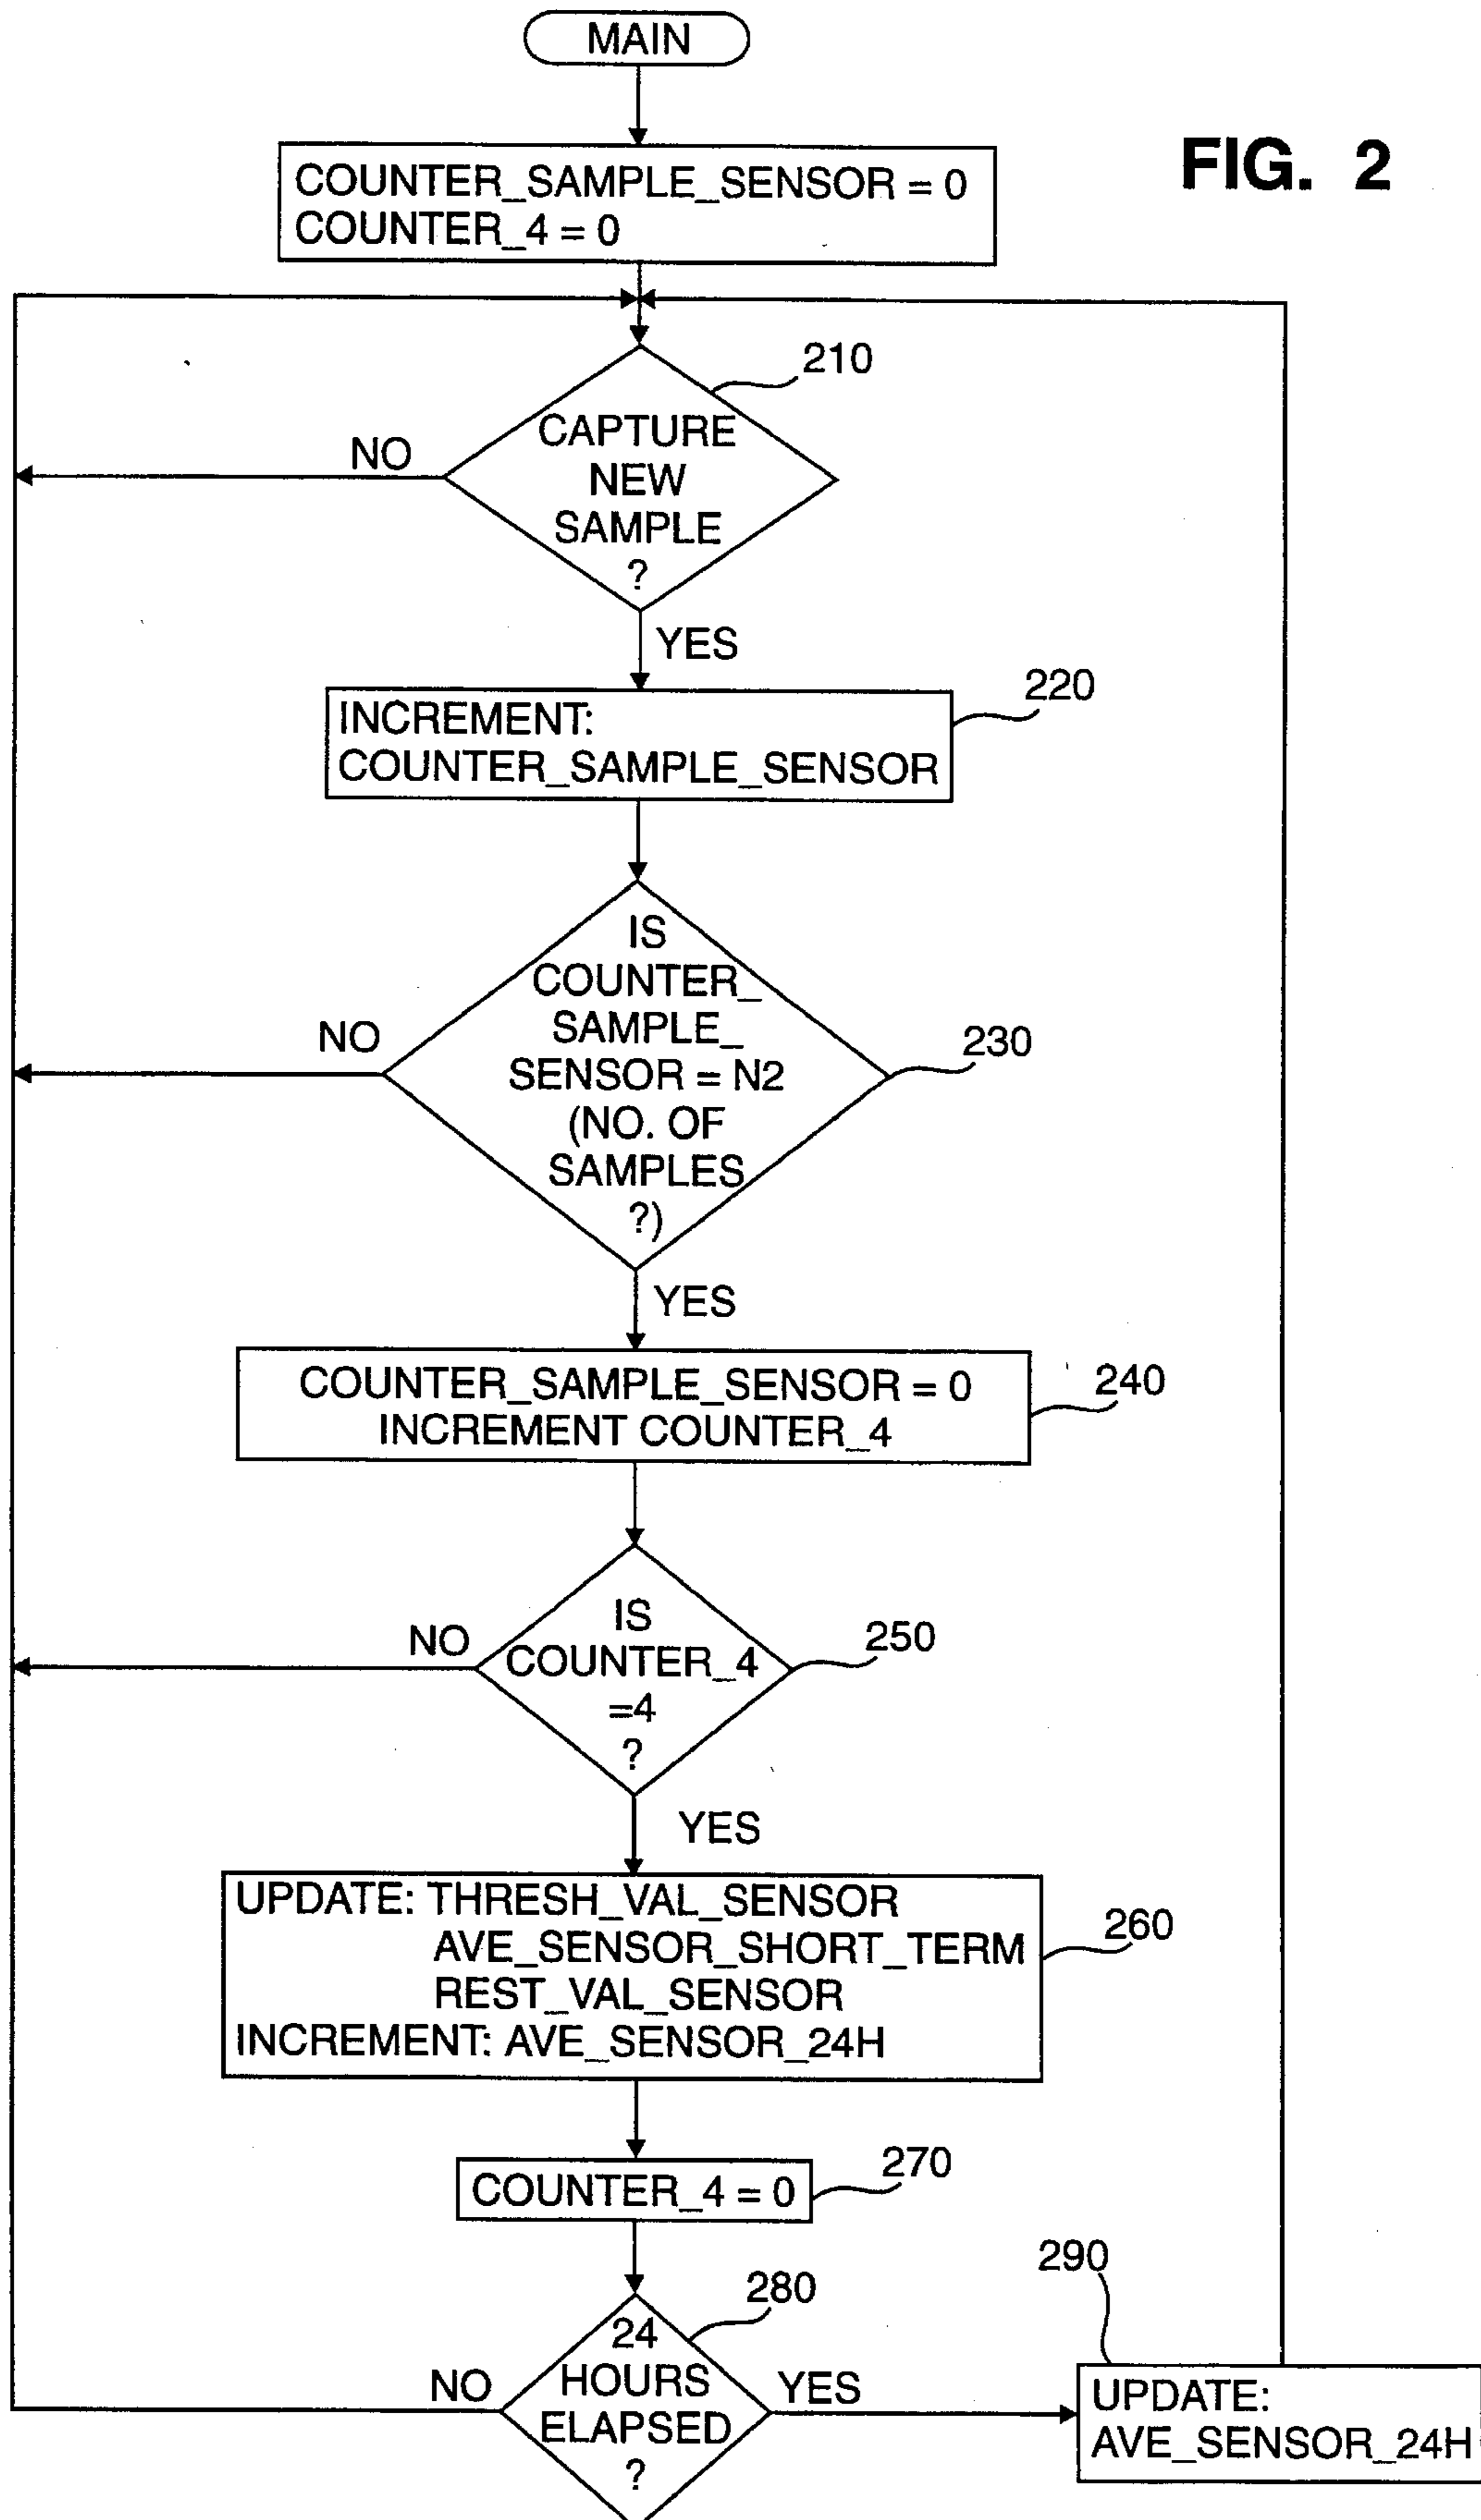 MAIN
FIG. 2
COUNTER_SAMPLE_SENSOR = 0
COUNTER_4 = 0
210
CAPTURE
NEW
SAMPLE
?
NO
YES
220
INCREMENT:
COUNTER_SAMPLE_SENSOR
IS
COUNTER_
SAMPLE_
SENSOR = N2
(NO. OF
SAMPLES
?)
NO
230
YES
COUNTER_SAMPLE_SENSOR = 0
INCREMENT COUNTER_4
240
IS
COUNTER_4
=4
?
NO
250
YES
UPDATE: THRESH_VAL_SENSOR
AVE_SENSOR_SHORT_TERM
REST_VAL_SENSOR
INCREMENT: AVE_SENSOR_24H
260
COUNTER_4 = 0
270
280
24
HOURS
ELAPSED
?
NO
YES
290
UPDATE:
AVE_SENSOR_24H